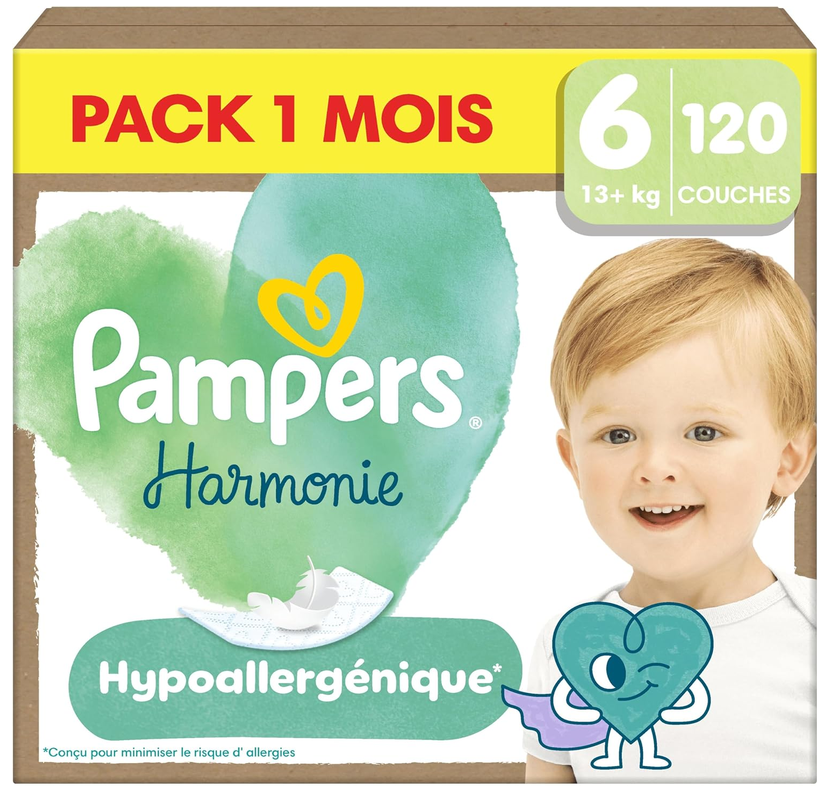 PACK 1 MOIS
6
13+ kg
120
COUCHES
Pampers®
Harmonie
Hypoallergénique*
*Conçu pour minimiser le risque d' allergies